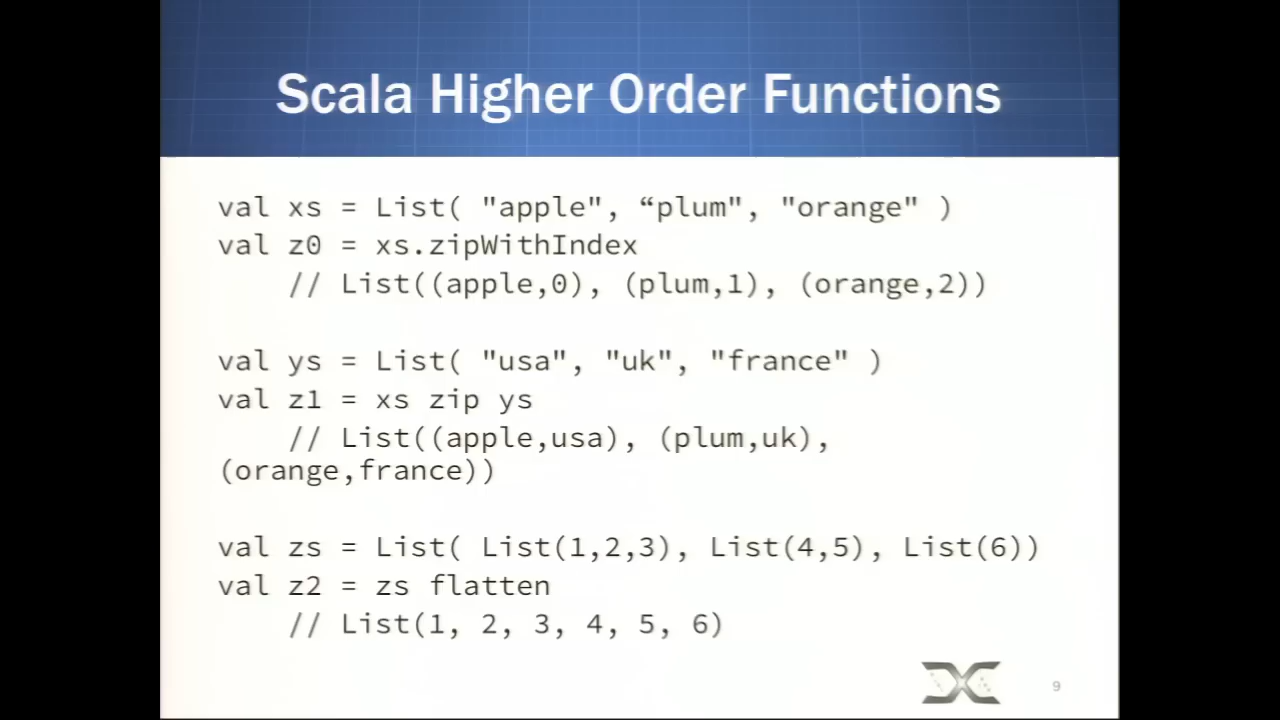 Scala Higher Order Functions
val xs = List( "apple", “plum", "orange" )
val z0 = xs.zipWithIndex
// List((apple,0), (plum,1), (orange,2))
val ys = List( "usa", "uk", "france" )
val z1 = xs zip ys
// List((apple,usa), (plum,uk),
(orange,france))
val zs = List( List(1,2,3), List(4,5), List(6))
val z2 = zs flatten
// List(1, 2, 3, 4, 5, 6)
9